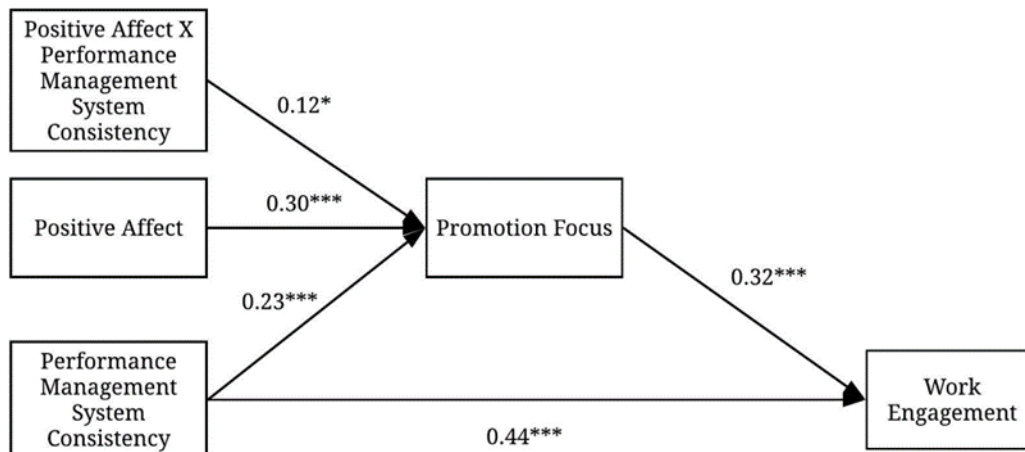 Positive Affect X
Performance
Management
System
Consistency
0.12*
Positive Affect
0.30***
Promotion Focus
0.23***
0.32***
Performance
Management
System
Consistency
0.44***
Work
Engagement